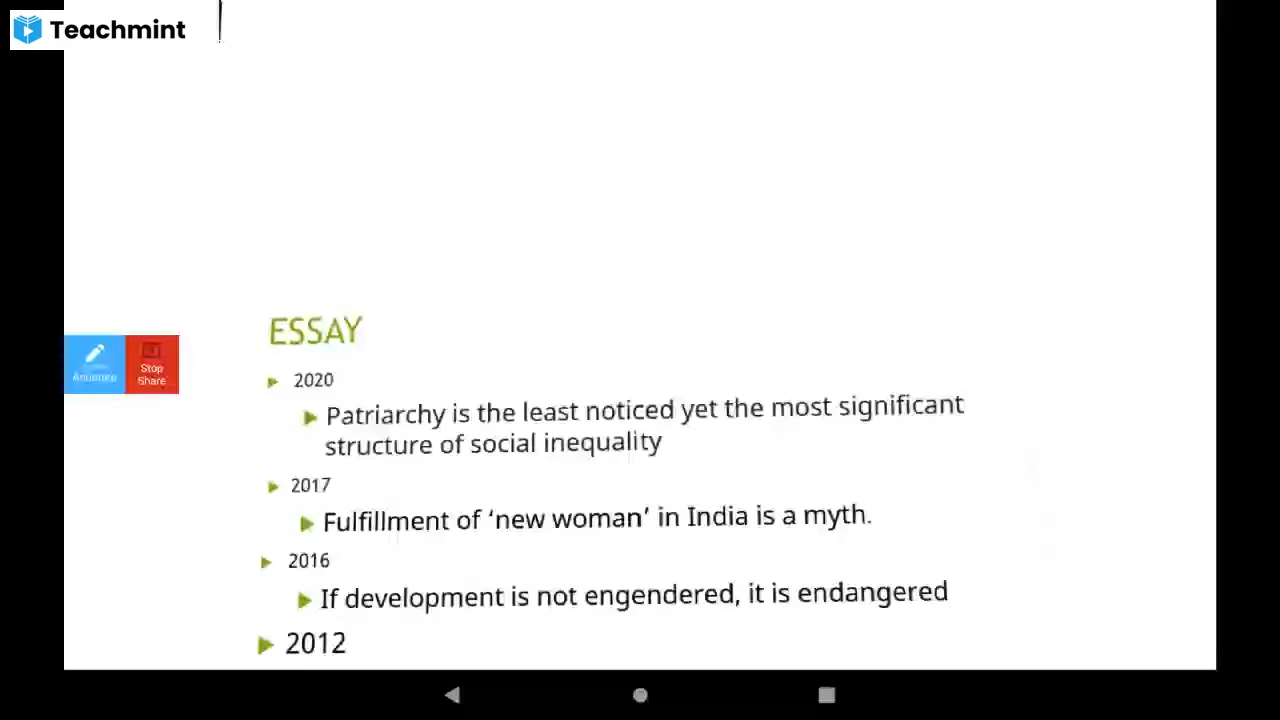 Teachmint
ESSAY
2020
Patriarchy is the least noticed yet the most significant
structure of social inequality
2017
Fulfillment of ‘new woman’ in India is a myth.
2016
If development is not engendered, it is endangered
2012
Stop
Share